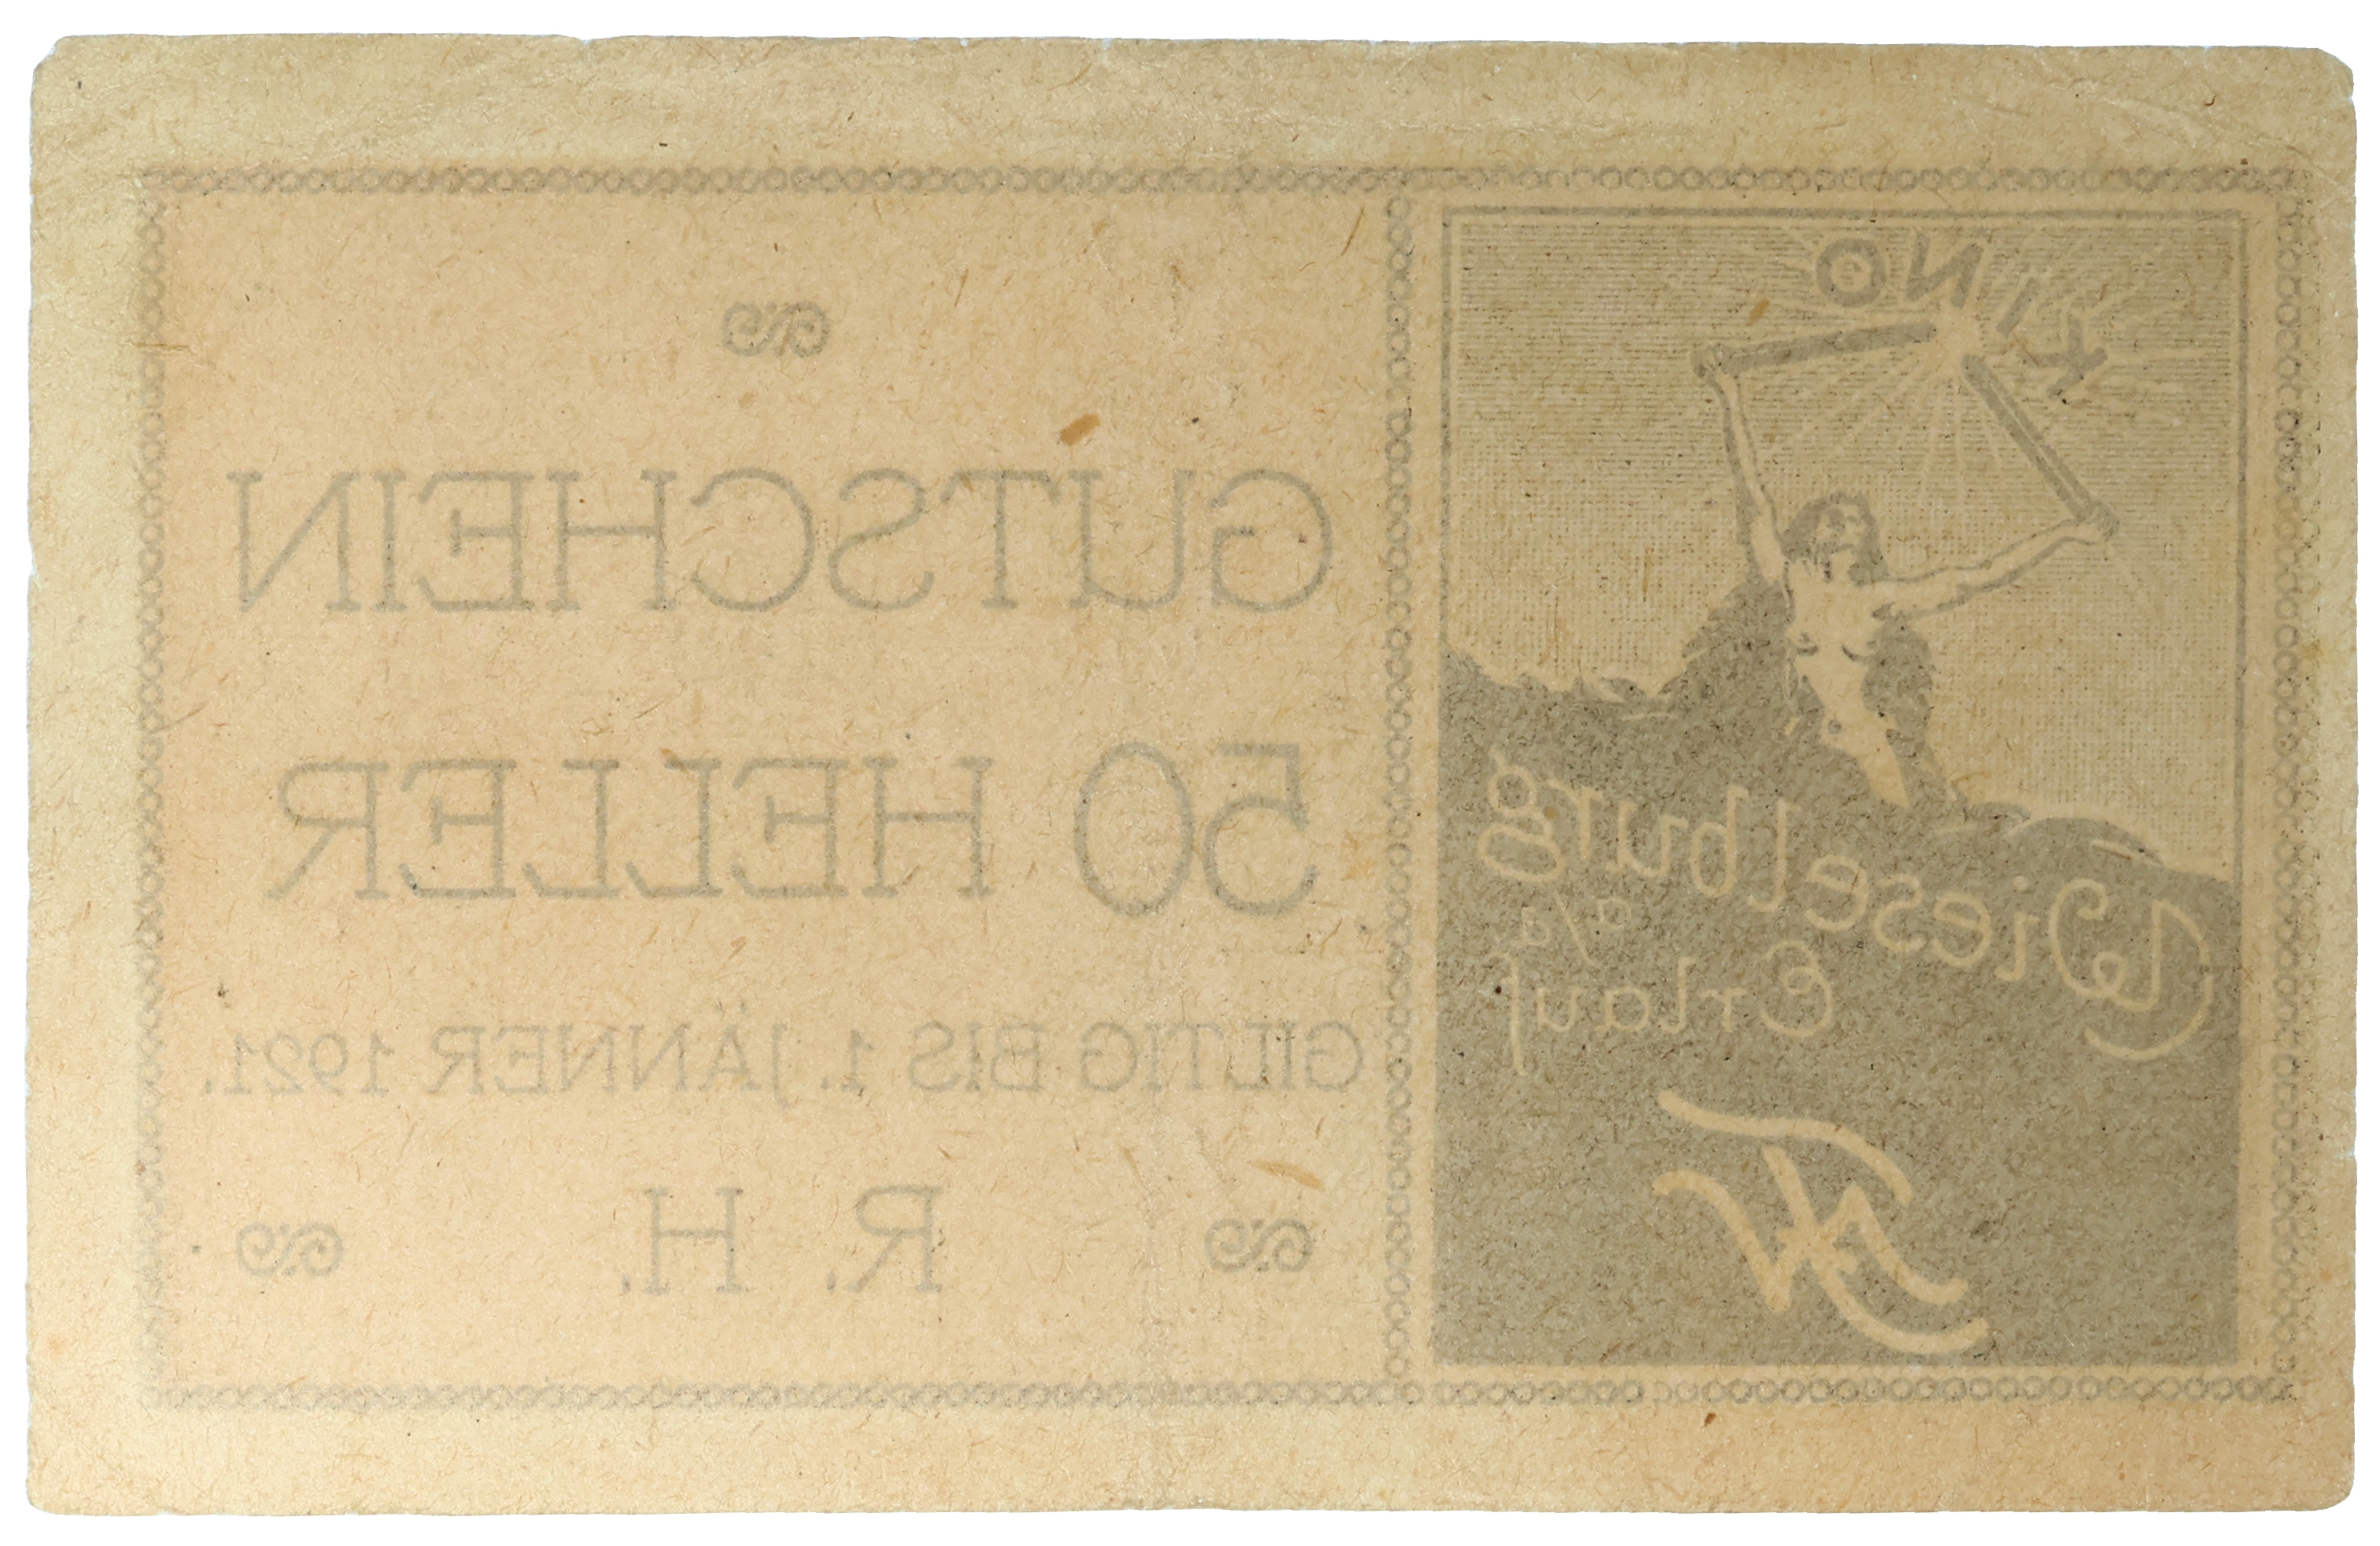 KINO
Wieselburg
a/d.
Erlauf
GUTSCHEIN
50 HELLER
GILTIG BIS 1. JÄNNER 1921.
R. H.